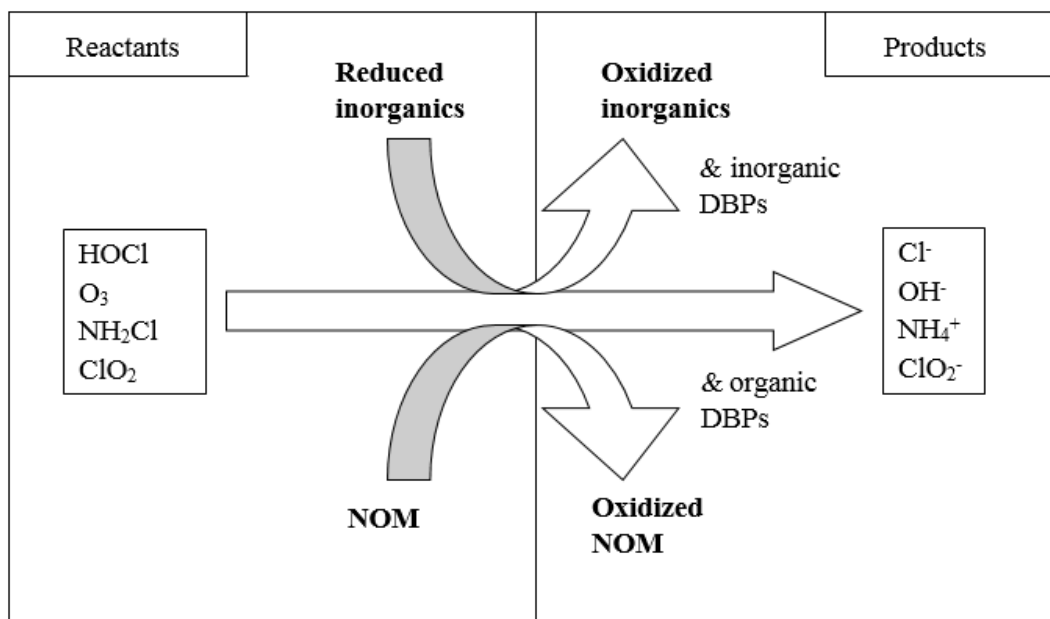 Reactants
Products
Reduced
inorganics
Oxidized
inorganics
& inorganic
DBPs
HOCl
O₃
NH₂Cl
ClO₂
Cl⁻
OH⁻
NH₄⁺
ClO₂⁻
& organic
DBPs
NOM
Oxidized
NOM